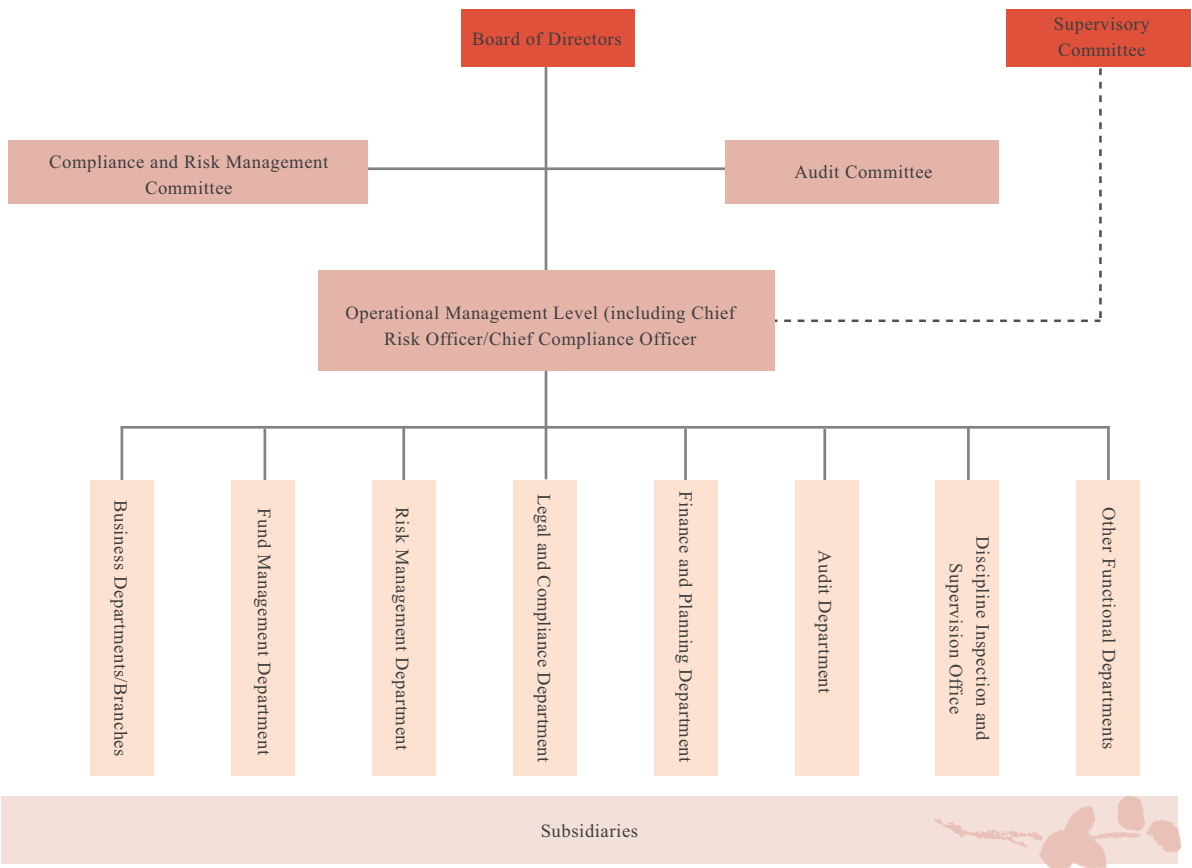 Board of Directors
Supervisory
Committee
Compliance and Risk Management
Committee
Audit Committee
Operational Management Level (including Chief
Risk Officer/Chief Compliance Officer
Business Departments/Branches
Fund Management Department
Risk Management Department
Legal and Compliance Department
Finance and Planning Department
Audit Department
Discipline Inspection and
Supervision Office
Other Functional Departments
Subsidiaries